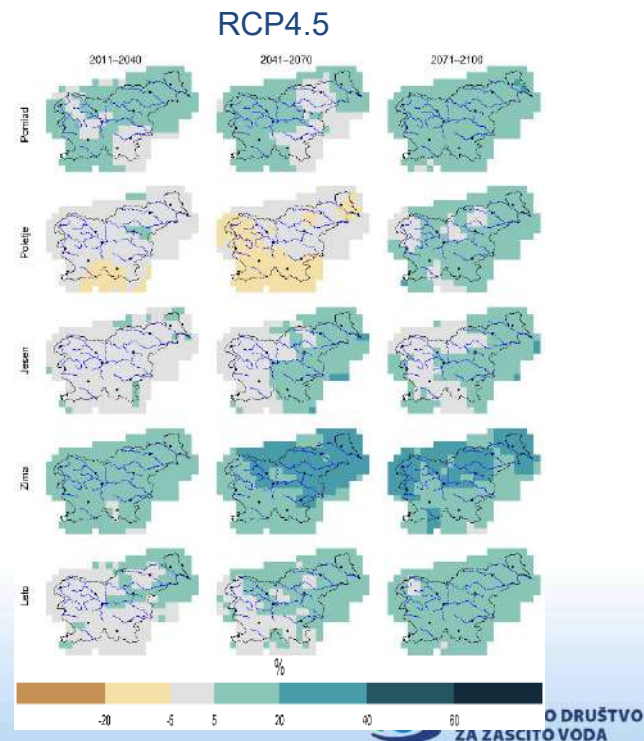 RCP4.5
2011–2040
2041–2070
2071–2100
Pomlad
Poletje
Jesen
Zima
Leto
%
-20
-5
5
20
40
60
O DRUŠTVO
ZA ZAŠČITO VODA